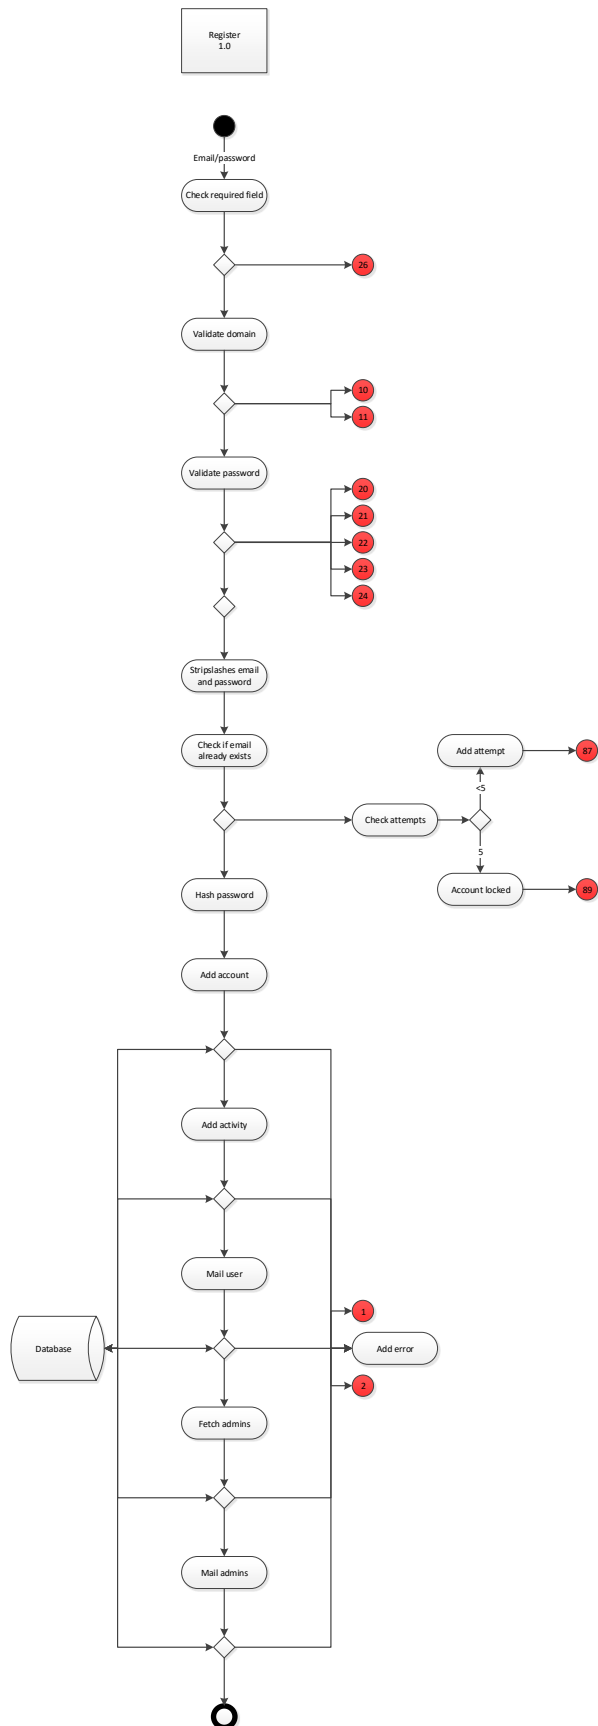 Register
1.0
Email/password
Check required field
26
Validate domain
10
11
Validate password
20
21
22
23
24
Stripslashes email
and password
Check if email
already exists
Add attempt
87
<5
Check attempts
5
Account locked
89
Hash password
Add account
Add activity
Mail user
1
Database
Add error
2
Fetch admins
Mail admins